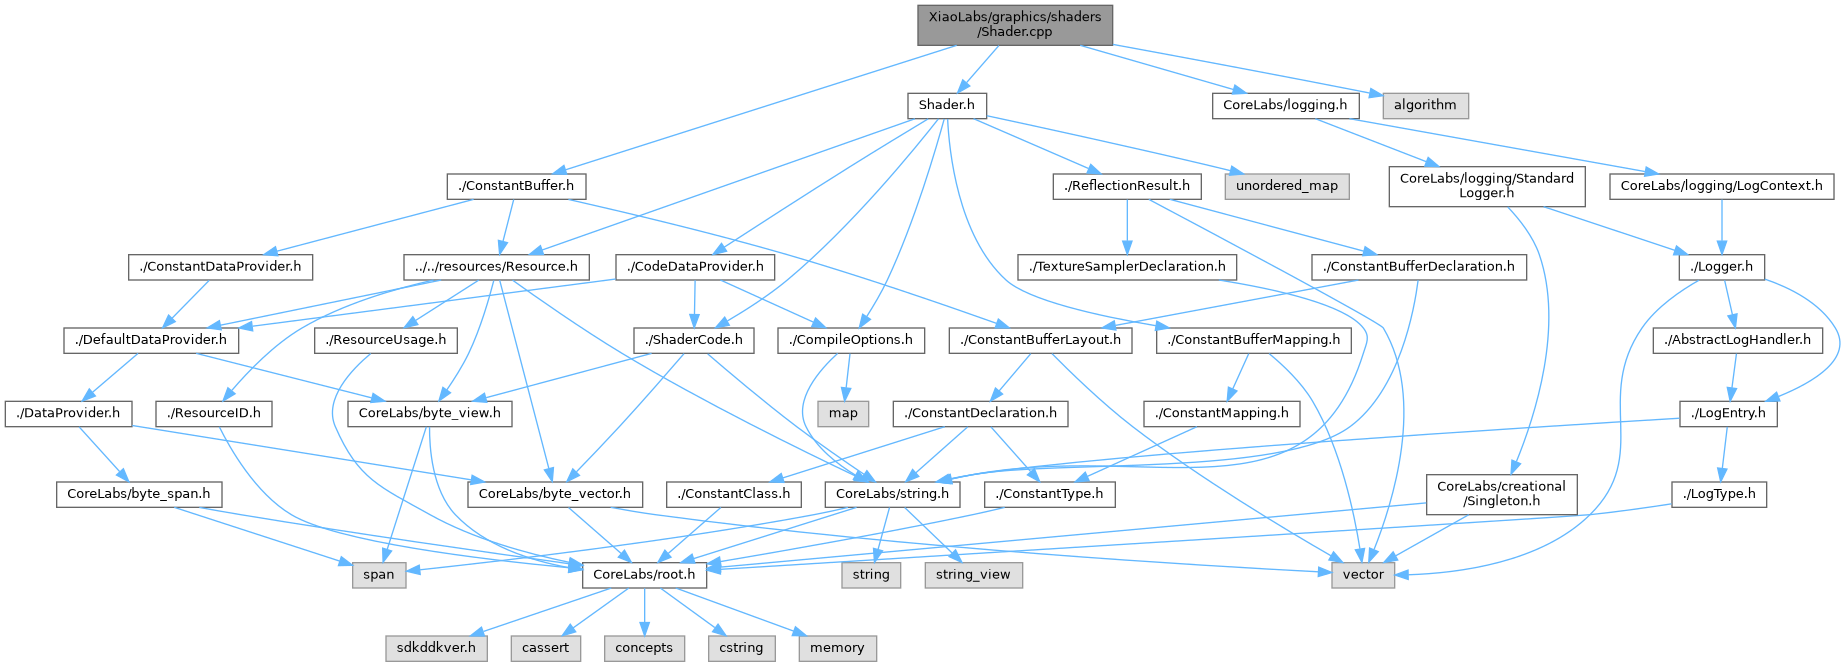 XiaoLabs/graphics/shaders
/Shader.cpp
Shader.h
CoreLabs/logging.h
algorithm
./ConstantBuffer.h
./ReflectionResult.h
unordered_map
CoreLabs/logging/Standard
Logger.h
CoreLabs/logging/LogContext.h
./ConstantDataProvider.h
../../resources/Resource.h
./CodeDataProvider.h
./TextureSamplerDeclaration.h
./ConstantBufferDeclaration.h
./Logger.h
./DefaultDataProvider.h
./ResourceUsage.h
./ShaderCode.h
./CompileOptions.h
./ConstantBufferLayout.h
./ConstantBufferMapping.h
./AbstractLogHandler.h
./DataProvider.h
./ResourceID.h
CoreLabs/byte_view.h
map
./ConstantDeclaration.h
./ConstantMapping.h
./LogEntry.h
CoreLabs/byte_span.h
CoreLabs/byte_vector.h
./ConstantClass.h
CoreLabs/string.h
./ConstantType.h
CoreLabs/creational
/Singleton.h
./LogType.h
span
CoreLabs/root.h
string
string_view
vector
sdkddkver.h
cassert
concepts
cstring
memory